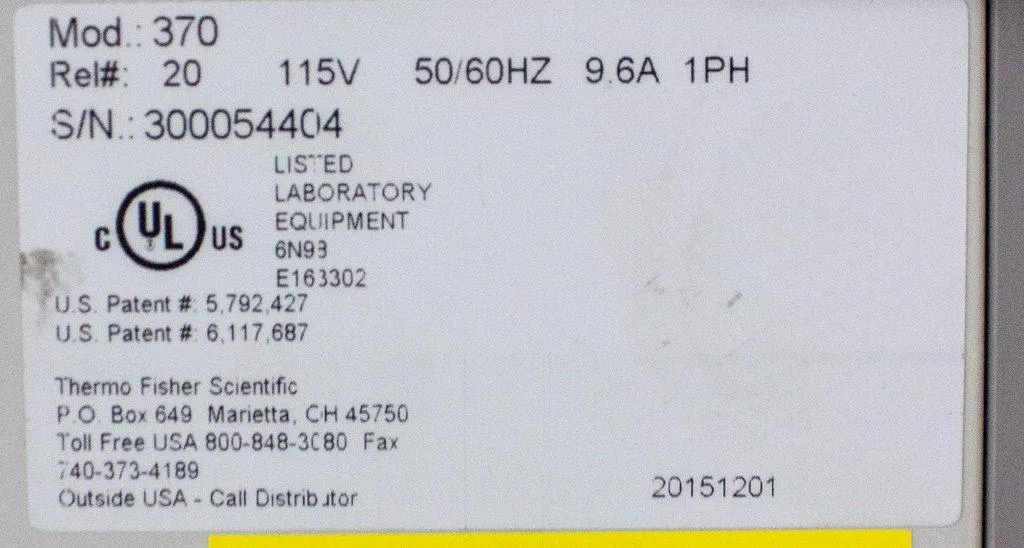 Mod.: 370
Rel#: 20 115V 50/60HZ 9.6A 1PH
S/N.: 300054404
LISTED
LABORATORY
EQUIPMENT
6N93
E163302
C UL US
U.S. Patent #: 5,792,427
U.S. Patent #: 6,117,687
Thermo Fisher Scientific
P.O. Box 649 Marietta, OH 45750
Toll Free USA 800-848-3080 Fax
740-373-4189
Outside USA - Call Distributor
20151201